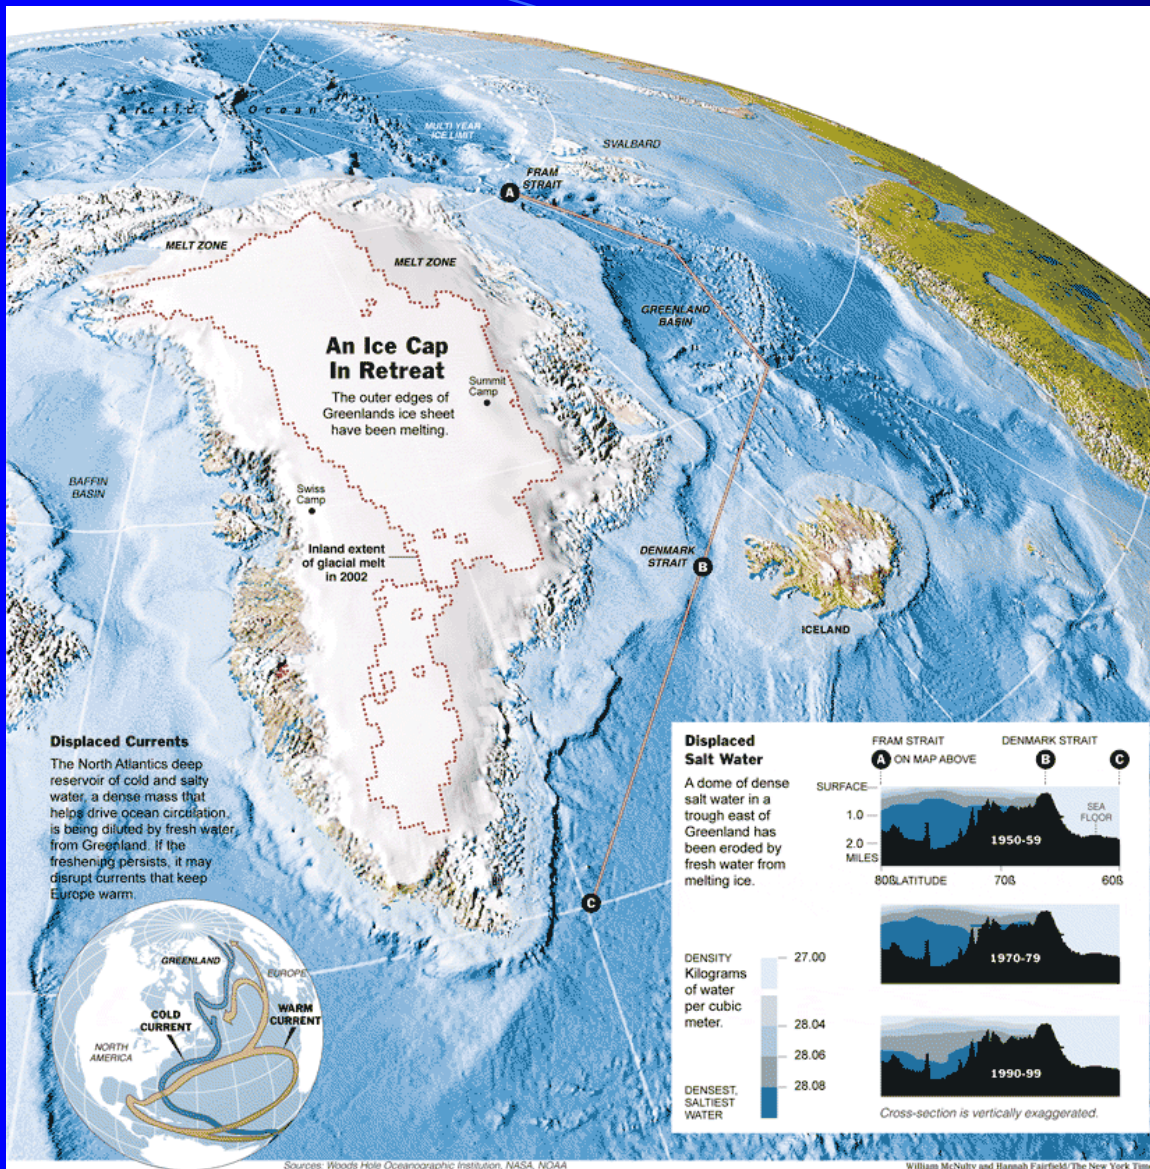 Arctic Ocean
MULTI YEAR
ICE LIMIT
SVALBARD
FRAM
STRAIT
A
MELT ZONE
MELT ZONE
GREENLAND
BASIN
An Ice Cap
In Retreat
The outer edges of
Greenlands ice sheet
have been melting.
Summit
Camp
BAFFIN
BASIN
Swiss
Camp
Inland extent
of glacial melt
in 2002
DENMARK
STRAIT
B
ICELAND
C
Displaced Currents
The North Atlantics deep
reservoir of cold and salty
water, a dense mass that
helps drive ocean circulation,
is being diluted by fresh water
from Greenland. If the
freshening persists, it may
disrupt currents that keep
Europe warm.
GREENLAND
EUROPE
COLD
CURRENT
WARM
CURRENT
NORTH
AMERICA
Displaced
Salt Water
A dome of dense
salt water in a
trough east of
Greenland has
been eroded by
fresh water from
melting ice.
FRAM STRAIT
DENMARK STRAIT
A ON MAP ABOVE
B
C
SURFACE
1.0
2.0
MILES
SEA
FLOOR
1950-59
80ß LATITUDE
70ß
60ß
1970-79
1990-99
DENSITY
Kilograms
of water
per cubic
meter.
27.00
28.04
28.06
28.08
DENSEST,
SALTIEST
WATER
Cross-section is vertically exaggerated.
Sources: Woods Hole Oceanographic Institution, NASA, NOAA
William McNulty and Hannah Fairfield/The New York Time